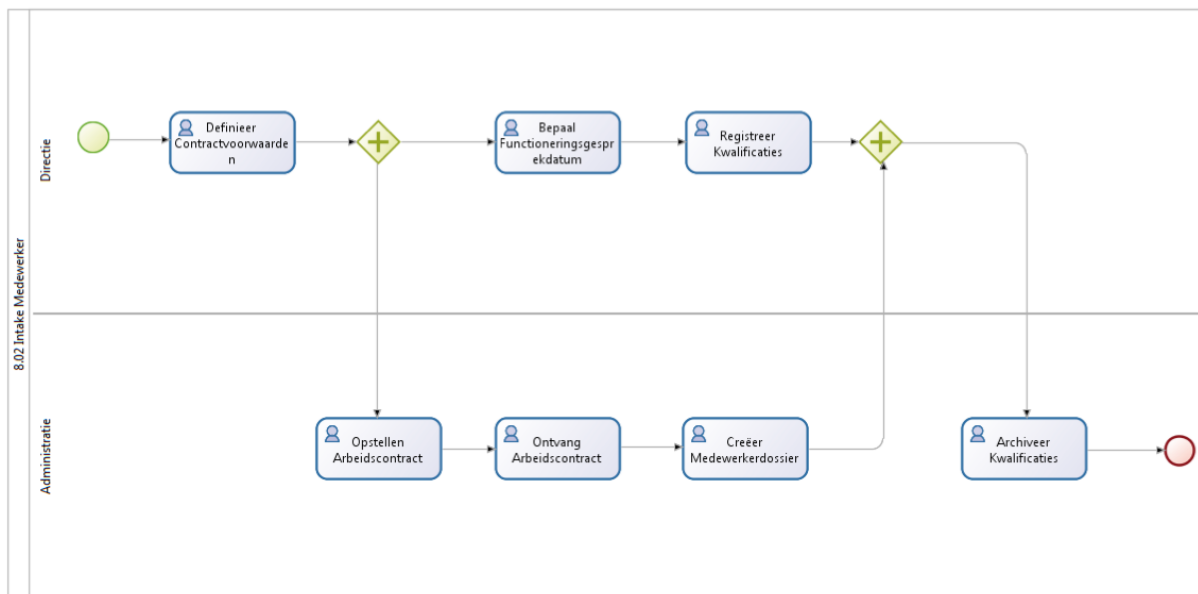 8.02 Intake Medewerker
Directie
Definieer
Contractvoorwaarde
n
Bepaal
Functioneringsgespr
ekdatum
Registreer
Kwalificaties
Administratie
Opstellen
Arbeidscontract
Ontvang
Arbeidscontract
Creëer
Medewerkerdossier
Archiveer
Kwalificaties